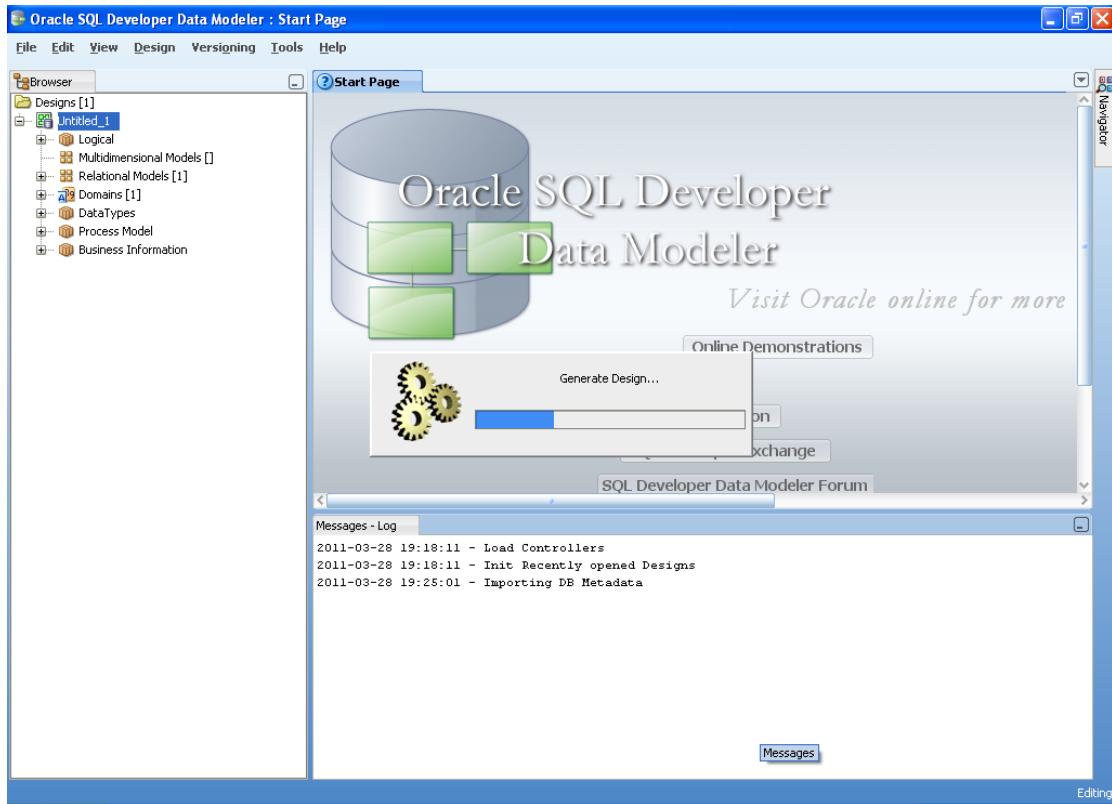 Oracle SQL Developer Data Modeler : Start Page
File Edit View Design Versioning Tools Help
Browser
Designs [1]
Untitled_1
Logical
Multidimensional Models []
Relational Models [1]
Domains [1]
DataTypes
Process Model
Business Information
Start Page
Navigator
Oracle SQL Developer
Data Modeler
Visit Oracle online for more
Online Demonstrations
Generate Design...
on
xchange
SQL Developer Data Modeler Forum
Messages - Log
2011-03-28 19:18:11 - Load Controllers
2011-03-28 19:18:11 - Init Recently opened Designs
2011-03-28 19:25:01 - Importing DB Metadata
Messages
Editing